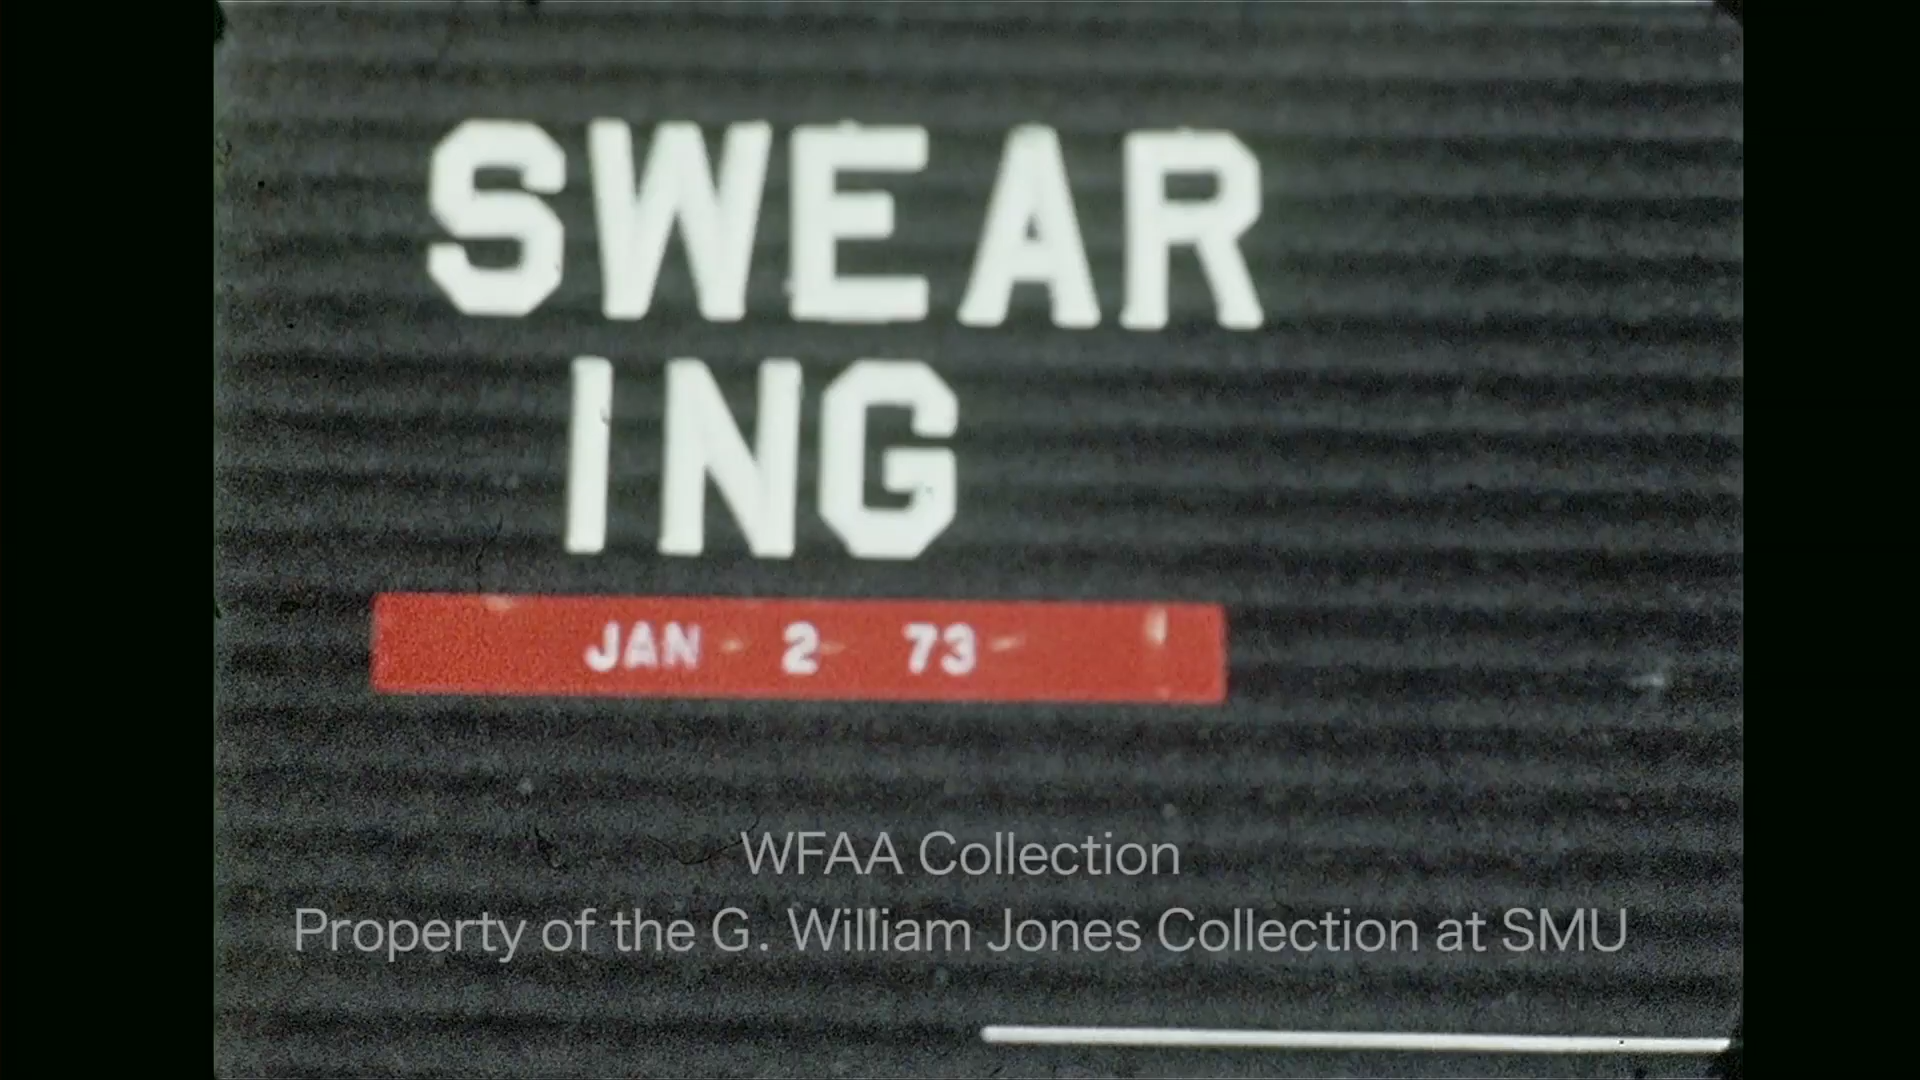 SWEAR
ING
JAN 2 73
WFAA Collection
Property of the G. William Jones Collection at SMU